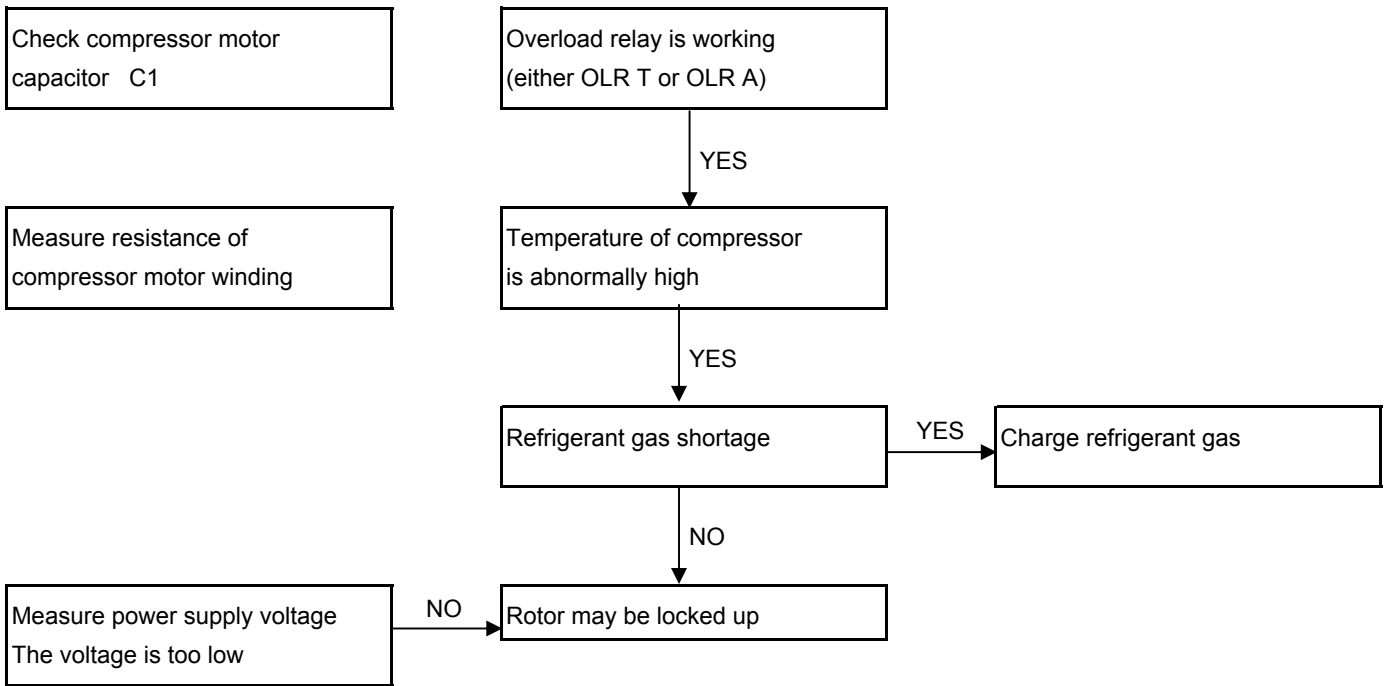 Check compressor motor
capacitor C1
Overload relay is working
(either OLR T or OLR A)
YES
Measure resistance of
compressor motor winding
Temperature of compressor
is abnormally high
YES
Refrigerant gas shortage
YES
Charge refrigerant gas
NO
Measure power supply voltage
The voltage is too low
NO
Rotor may be locked up